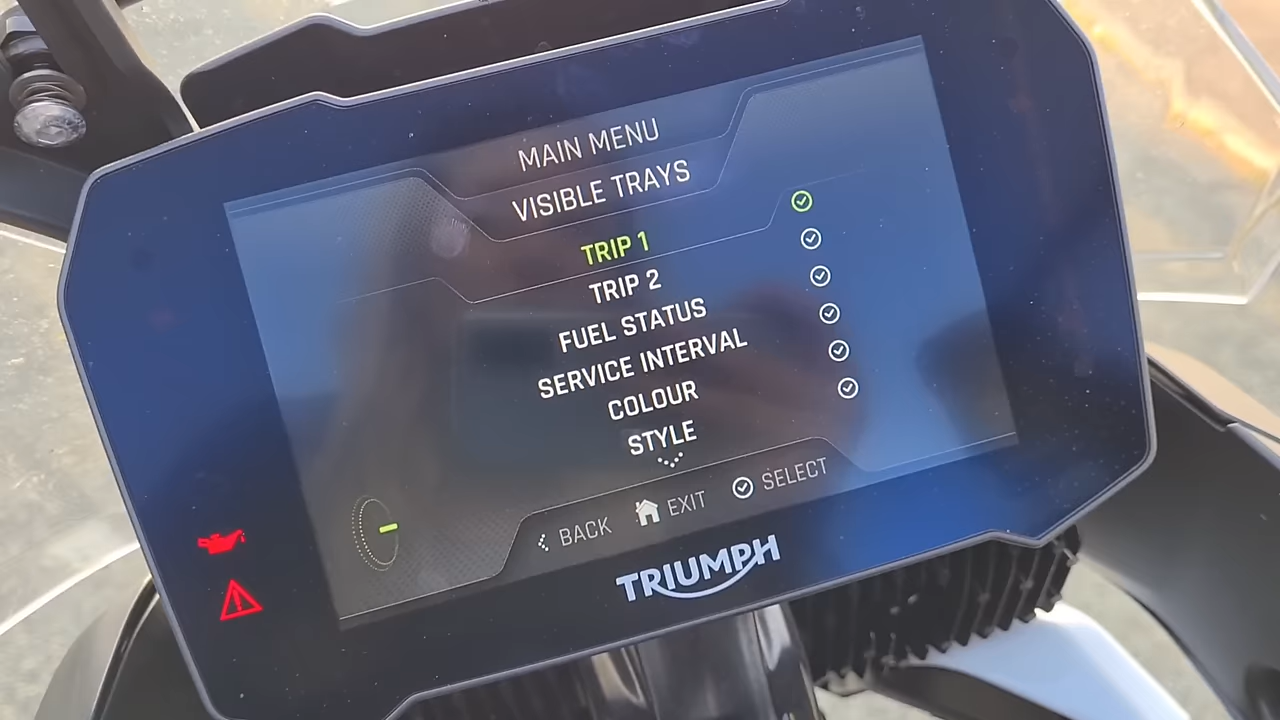 MAIN MENU
VISIBLE TRAYS
TRIP 1
TRIP 2
FUEL STATUS
SERVICE INTERVAL
COLOUR
STYLE
BACK EXIT SELECT
TRIUMPH